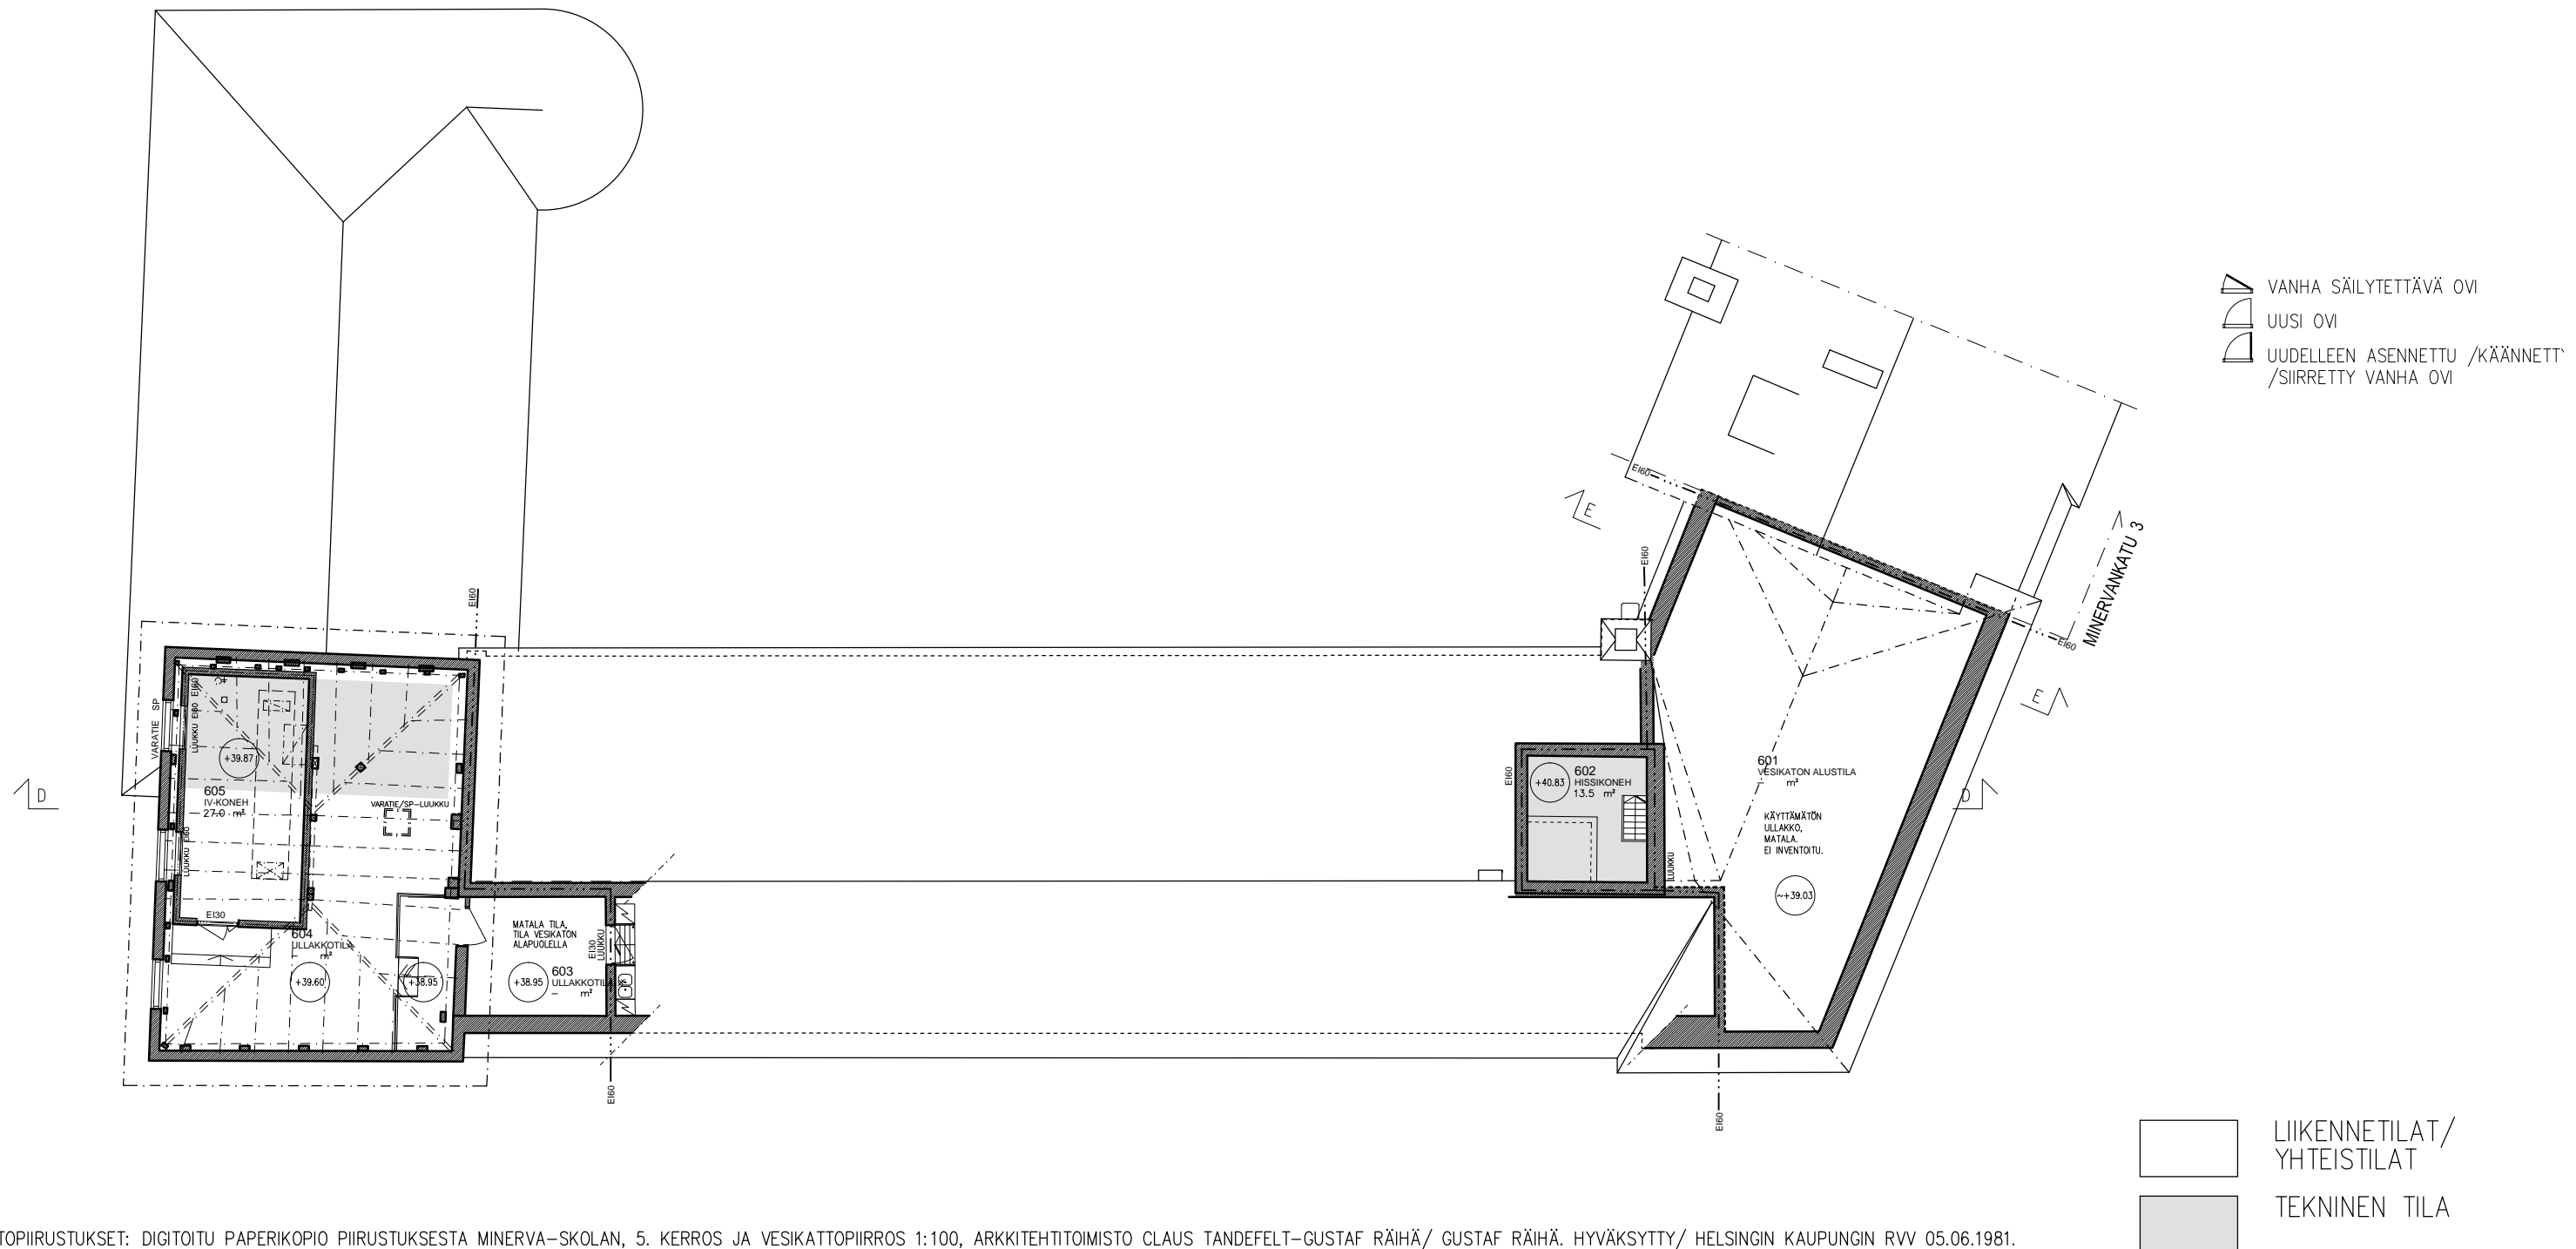 VANHA SÄILYTETTÄVÄ OVI
UUSI OVI
UUDELLEEN ASENNETTU /KÄÄNNETTY
/SIIRRETTY VANHA OVI
EI60
E
EI60
MINERVANKATU 3
EI60
E
EI60
VARATIE SP
LUUKKU EI60
EI60
+39.87
605
IV-KONEH
27.0 m²
VARATIE/SP-LUUKKU
LUUKKU EI60
EI30
604
ULLAKKOTILA
– m²
+39.60
+38.95
MATALA TILA,
TILA VESIKATON
ALAPUOLELLA
EI30
LUUKKU
+38.95
603
ULLAKKOTILA
– m²
EI60
D
EI60
+40.83
602
HISSIKONEH
13.5 m²
LUUKKU
601
VESIKATON ALUSTILA
– m²
KÄYTTÄMÄTÖN
ULLAKKO,
MATALA.
EI INVENTOITU.
~+39.03
D
EI60
LIIKENNETILAT/
YHTEISTILAT
TEKNINEN TILA
TOPIIRUSTUKSET: DIGITOITU PAPERIKOPIO PIIRUSTUKSESTA MINERVA-SKOLAN, 5. KERROS JA VESIKATTOPIIRROS 1:100, ARKKITEHTITOIMISTO CLAUS TANDEFELT-GUSTAF RÄIHÄ/ GUSTAF RÄIHÄ. HYVÄKSYTTY/ HELSINGIN KAUPUNGIN RVV 05.06.1981.